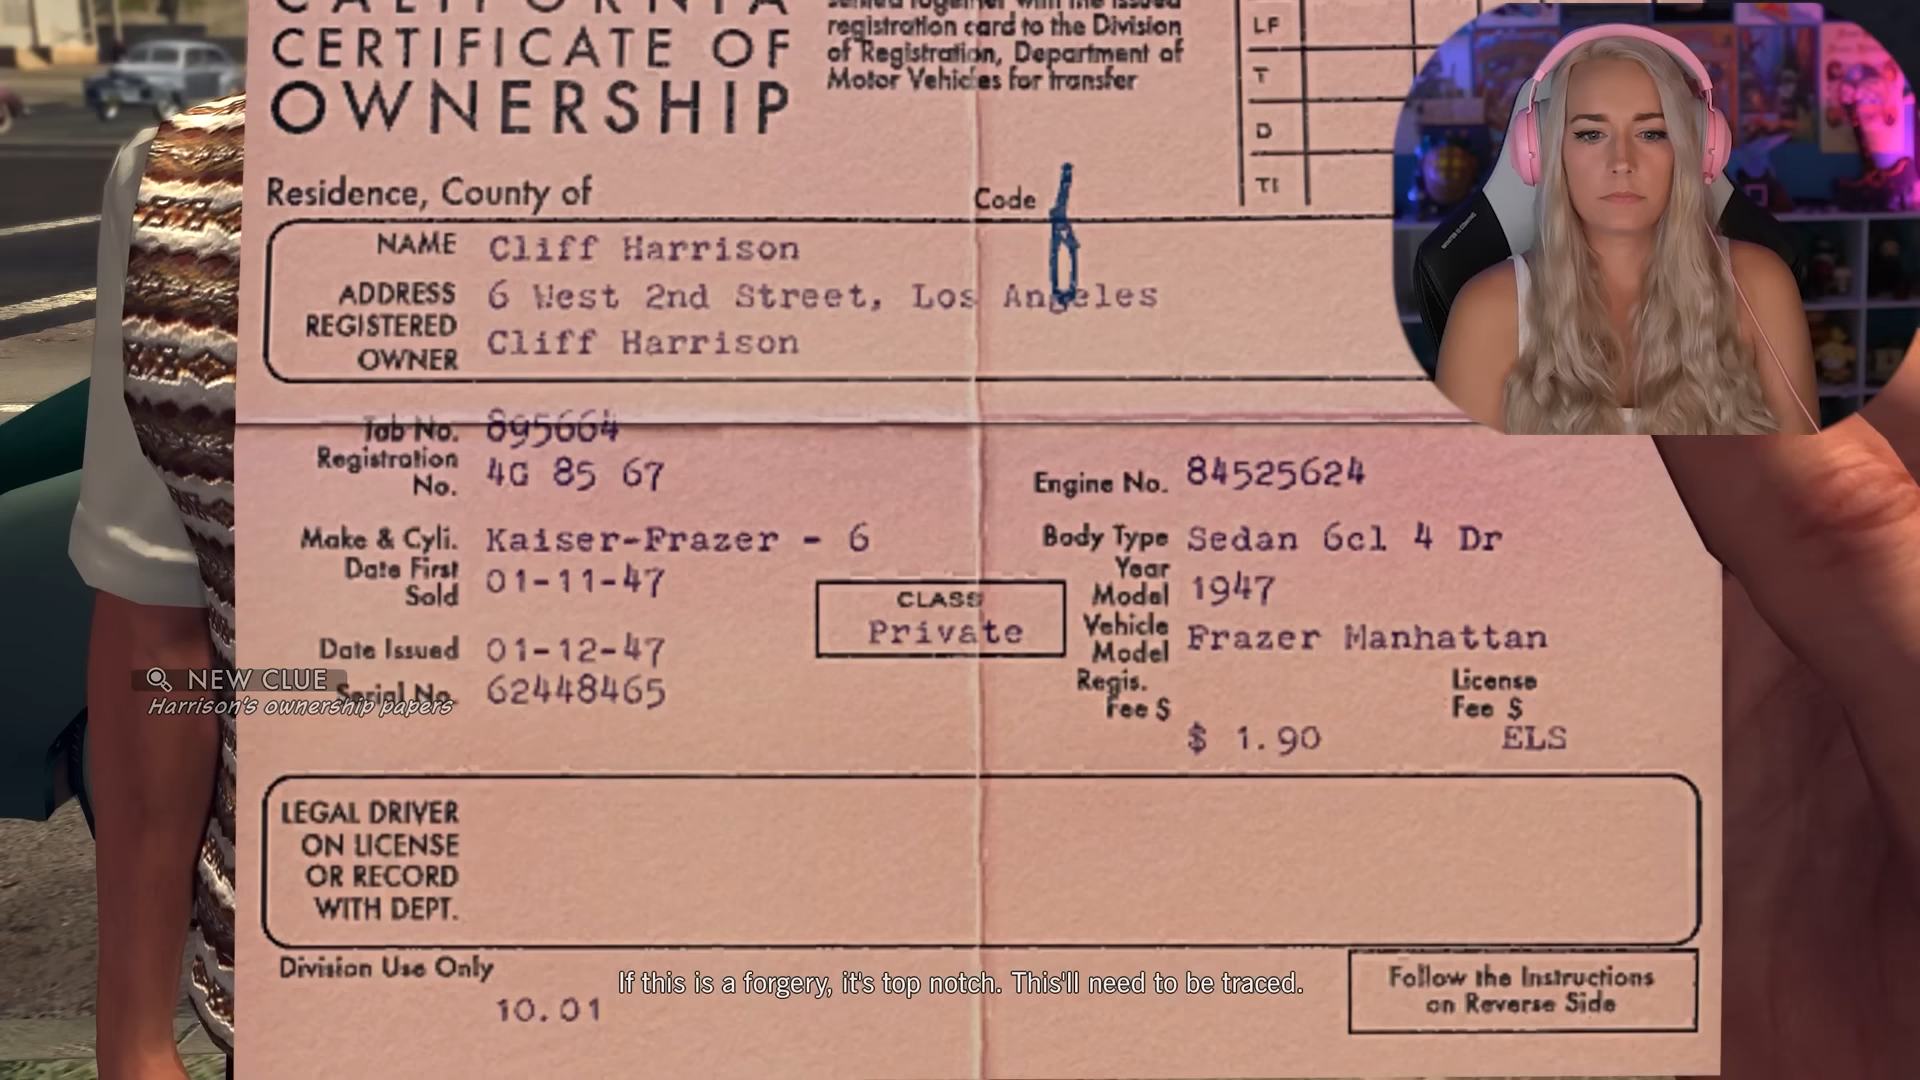 CALIFORNIA
CERTIFICATE OF
OWNERSHIP
registration card to the Division
of Registration, Department of
Motor Vehicles for transfer
LF
T
D
TI
Residence, County of
Code 6
NAME Cliff Harrison
ADDRESS 6 West 2nd Street, Los Angeles
REGISTERED
OWNER Cliff Harrison
Tab No. 895664
Registration
No. 4G 85 67
Engine No. 84525624
Make & Cyli. Kaiser-Frazer - 6
Body Type Sedan 6cl 4 Dr
Date First
Sold 01-11-47
Year
Model 1947
CLASS
Private
Date Issued 01-12-47
Vehicle
Model Frazer Manhattan
Serial No. 62448465
Regis.
Fee $
$ 1.90
License
Fee $
ELS
NEW CLUE
Harrison's ownership papers
LEGAL DRIVER
ON LICENSE
OR RECORD
WITH DEPT.
Division Use Only
10.01
If this is a forgery, it's top notch. This'll need to be traced.
Follow the Instructions
on Reverse Side